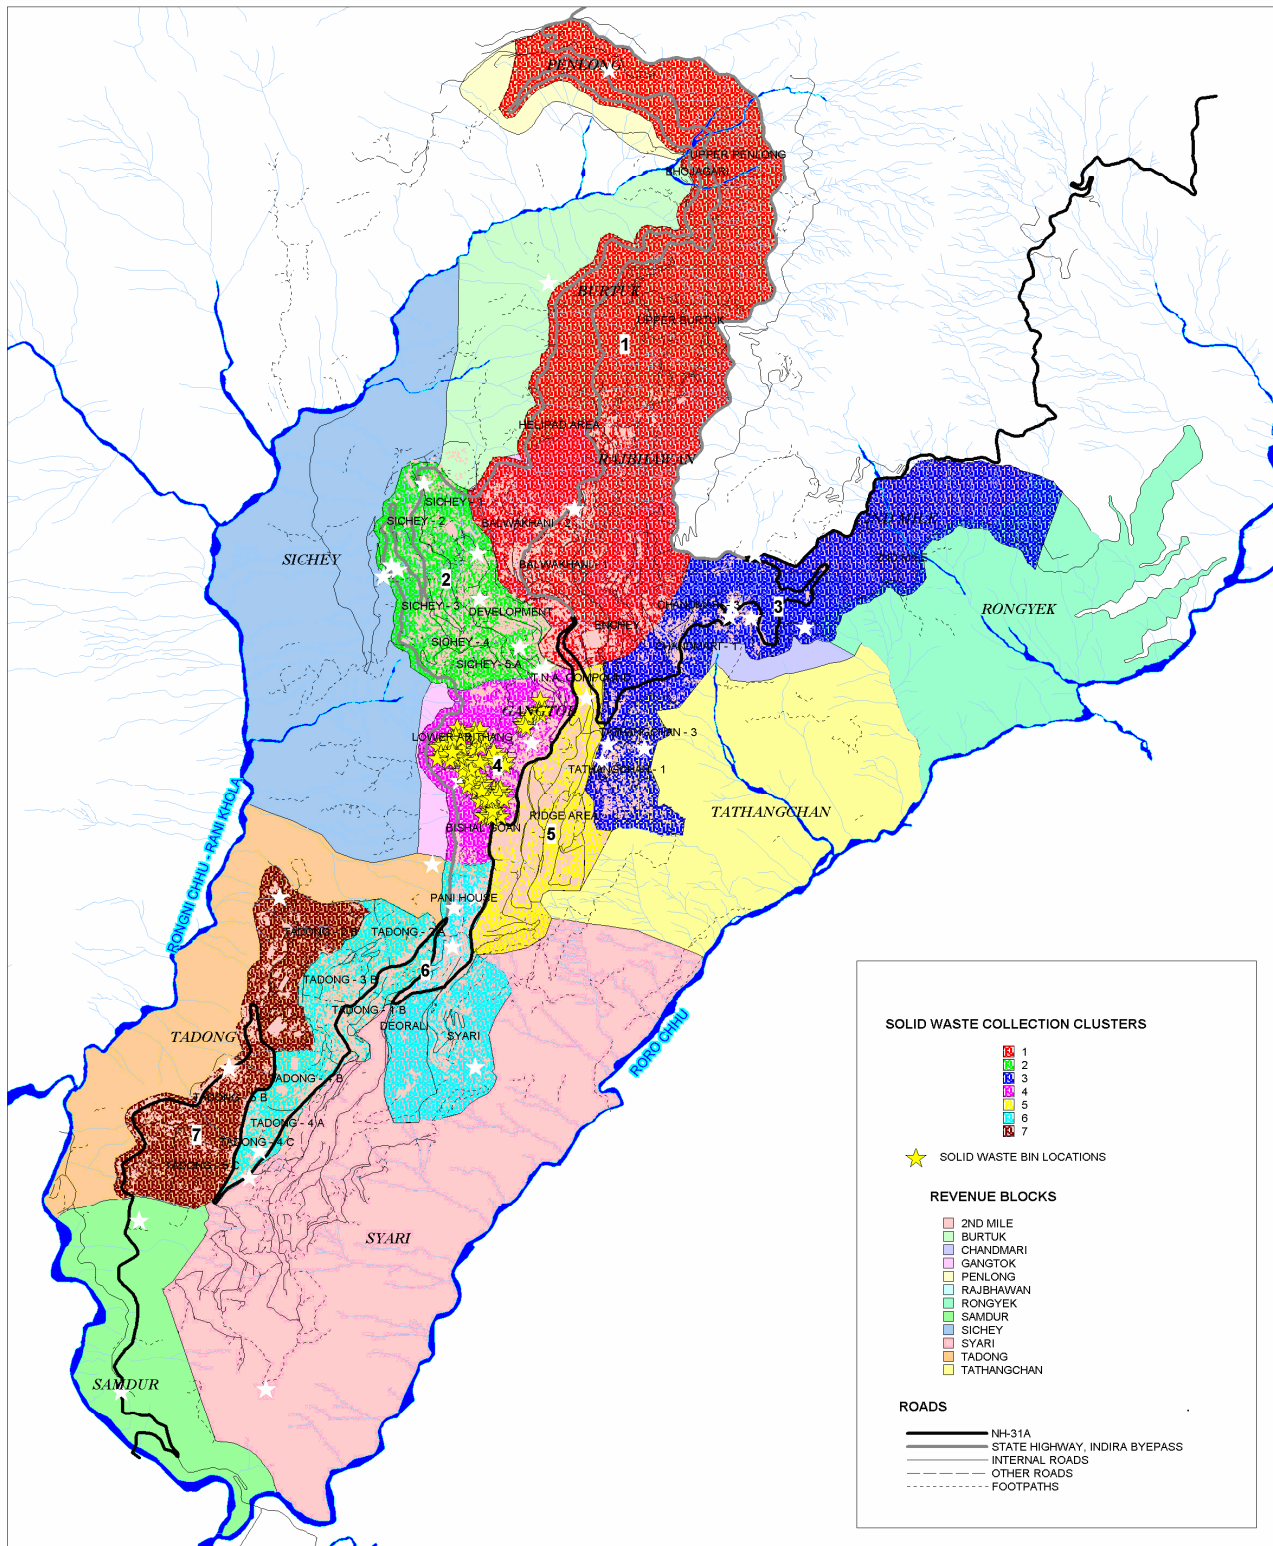 PENLONG
UPPER PENLONG
BHOJAGARI
BURTUK
UPPER BURTUK
1
HELIPAD AREA
RAJBHAWAN
SICHEY - 1
SICHEY - 2
BALWAKHANI - 2
2ND MILE
SICHEY
BALWAKHANI - 1
2
SICHEY - 3
DEVELOPMENT
CHANDMARI - 3
3
RONGYEK
ENCHEY
SICHEY - 4
CHANDMARI - 1
SICHEY - 5 A
T.N.A. COMPOUND
GANGTOK
LOWER ARITHANG
TATHANGCHAN - 3
4
TATHANGCHAN - 1
RIDGE AREA
TATHANGCHAN
BISHAL GOAN
5
RONGNI CHHU - RANI KHOLA
PANI HOUSE
TADONG - 2 B
TADONG - 2 A
6
TADONG - 3 B
TADONG - 1 B
DEORALI
TADONG
SYARI
RORO CHHU
TADONG - 4 A
TADONG - 4 C
7
SYARI
SAMDUR
SOLID WASTE COLLECTION CLUSTERS
1
2
3
4
5
6
7
SOLID WASTE BIN LOCATIONS
REVENUE BLOCKS
2ND MILE
BURTUK
CHANDMARI
GANGTOK
PENLONG
RAJBHAWAN
RONGYEK
SAMDUR
SICHEY
SYARI
TADONG
TATHANGCHAN
ROADS
NH-31A
STATE HIGHWAY, INDIRA BYEPASS
INTERNAL ROADS
OTHER ROADS
FOOTPATHS